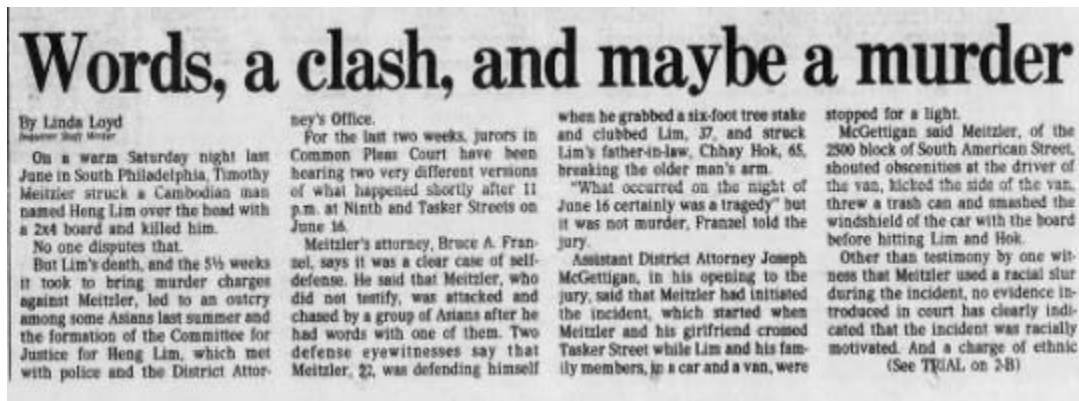 Words, a clash, and maybe a murder
By Linda Loyd
Inquirer Staff Writer
On a warm Saturday night last
June in South Philadelphia, Timothy
Meitzler struck a Cambodian man
named Heng Lim over the head with
a 2x4 board and killed him.
No one disputes that.
But Lim's death, and the 5½ weeks
it took to bring murder charges
against Meitzler, led to an outcry
among some Asians last summer and
the formation of the Committee for
Justice for Heng Lim, which met
with police and the District Attor-
ney's Office.
For the last two weeks, jurors in
Common Pleas Court have been
hearing two very different versions
of what happened shortly after 11
p.m. at Ninth and Tasker Streets on
June 16.
Meitzler's attorney, Bruce A. Fran-
zel, says it was a clear case of self-
defense. He said that Meitzler, who
did not testify, was attacked and
chased by a group of Asians after he
had words with one of them. Two
defense eyewitnesses say that
Meitzler, 22, was defending himself
when he grabbed a six-foot tree stake
and clubbed Lim, 37, and struck
Lim's father-in-law, Chhay Hok, 65,
breaking the older man's arm.
"What occurred on the night of
June 16 certainly was a tragedy" but
it was not murder, Franzel told the
jury.
Assistant District Attorney Joseph
McGettigan, in his opening to the
jury, said that Meitzler had initiated
the incident, which started when
Meitzler and his girlfriend crossed
Tasker Street while Lim and his fam-
ily members, in a car and a van, were
stopped for a light.
McGettigan said Meitzler, of the
2500 block of South American Street,
shouted obscenities at the driver of
the van, kicked the side of the van,
threw a trash can and smashed the
windshield of the car with the board
before hitting Lim and Hok.
Other than testimony by one wit-
ness that Meitzler used a racial slur
during the incident, no evidence in-
troduced in court has clearly indi-
cated that the incident was racially
motivated. And a charge of ethnic
(See TRIAL on 2-B)